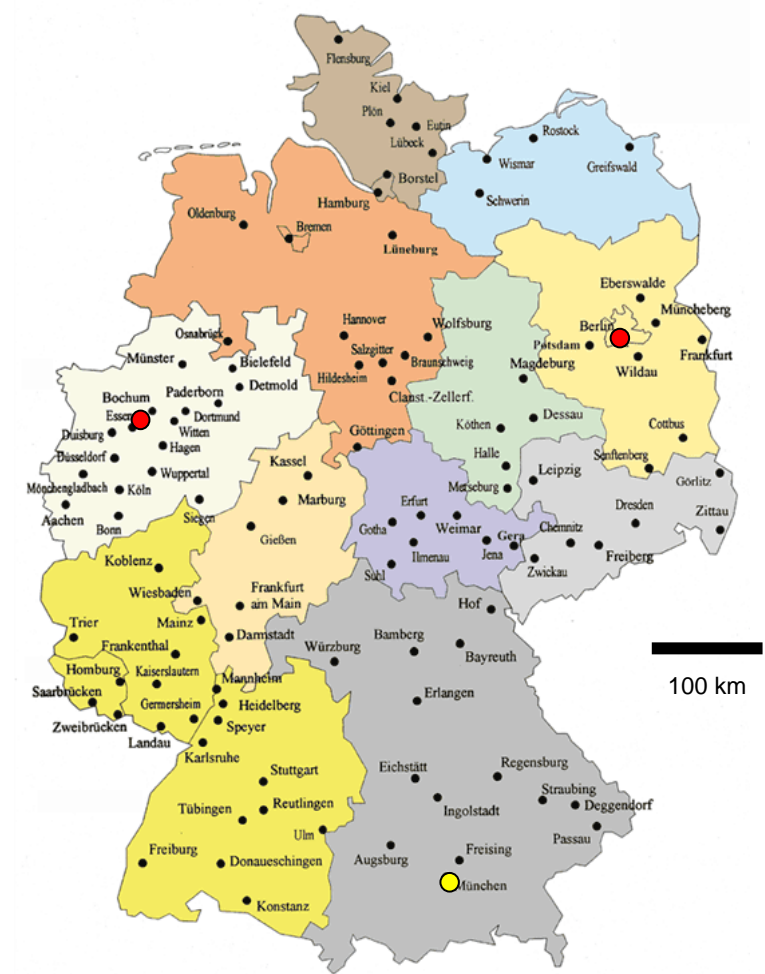 Flensburg
Kiel
Plön
Eutin
Lübeck
Rostock
Wismar
Greifswald
Borstel
Schwerin
Hamburg
Oldenburg
Bremen
Lüneburg
Eberswalde
Müncheberg
Berlin
Potsdam
Frankfurt
Wildau
Hannover
Wolfsburg
Osnabrück
Salzgitter
Braunschweig
Hildesheim
Magdeburg
Münster
Bielefeld
Detmold
Claust.-Zellerf.
Bochum
Paderborn
Essen
Dortmund
Witten
Duisburg
Hagen
Göttingen
Köthen
Dessau
Cottbus
Düsseldorf
Wuppertal
Kassel
Halle
Leipzig
Senftenberg
Görlitz
Mönchengladbach
Köln
Marburg
Merseburg
Aachen
Siegen
Erfurt
Dresden
Zittau
Bonn
Gießen
Gotha
Weimar
Gera
Chemnitz
Ilmenau
Jena
Freiberg
Koblenz
Suhl
Zwickau
Wiesbaden
Frankfurt
am Main
Hof
Mainz
Trier
Darmstadt
Bamberg
Frankenthal
Würzburg
Bayreuth
100 km
Homburg
Kaiserslautern
Mannheim
Saarbrücken
Germersheim
Heidelberg
Erlangen
Zweibrücken
Speyer
Landau
Karlsruhe
Stuttgart
Eichstätt
Regensburg
Straubing
Tübingen
Reutlingen
Ingolstadt
Deggendorf
Ulm
Passau
Freiburg
Donaueschingen
Augsburg
Freising
München
Konstanz